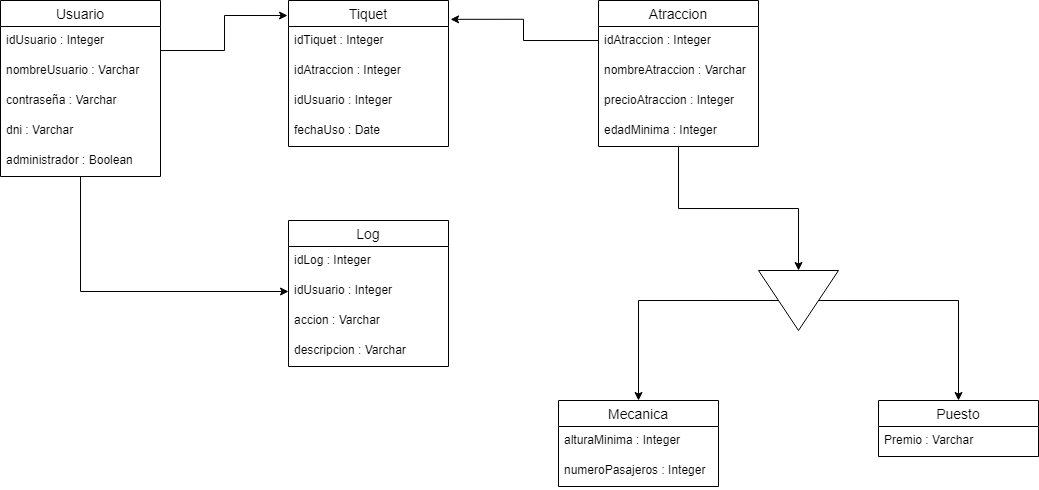 Usuario
idUsuario : Integer
nombreUsuario : Varchar
contraseña : Varchar
dni : Varchar
administrador : Boolean
Tiquet
idTiquet : Integer
idAtraccion : Integer
idUsuario : Integer
fechaUso : Date
Atraccion
idAtraccion : Integer
nombreAtraccion : Varchar
precioAtraccion : Integer
edadMinima : Integer
Log
idLog : Integer
idUsuario : Integer
accion : Varchar
descripcion : Varchar
Mecanica
alturaMinima : Integer
numeroPasajeros : Integer
Puesto
Premio : Varchar